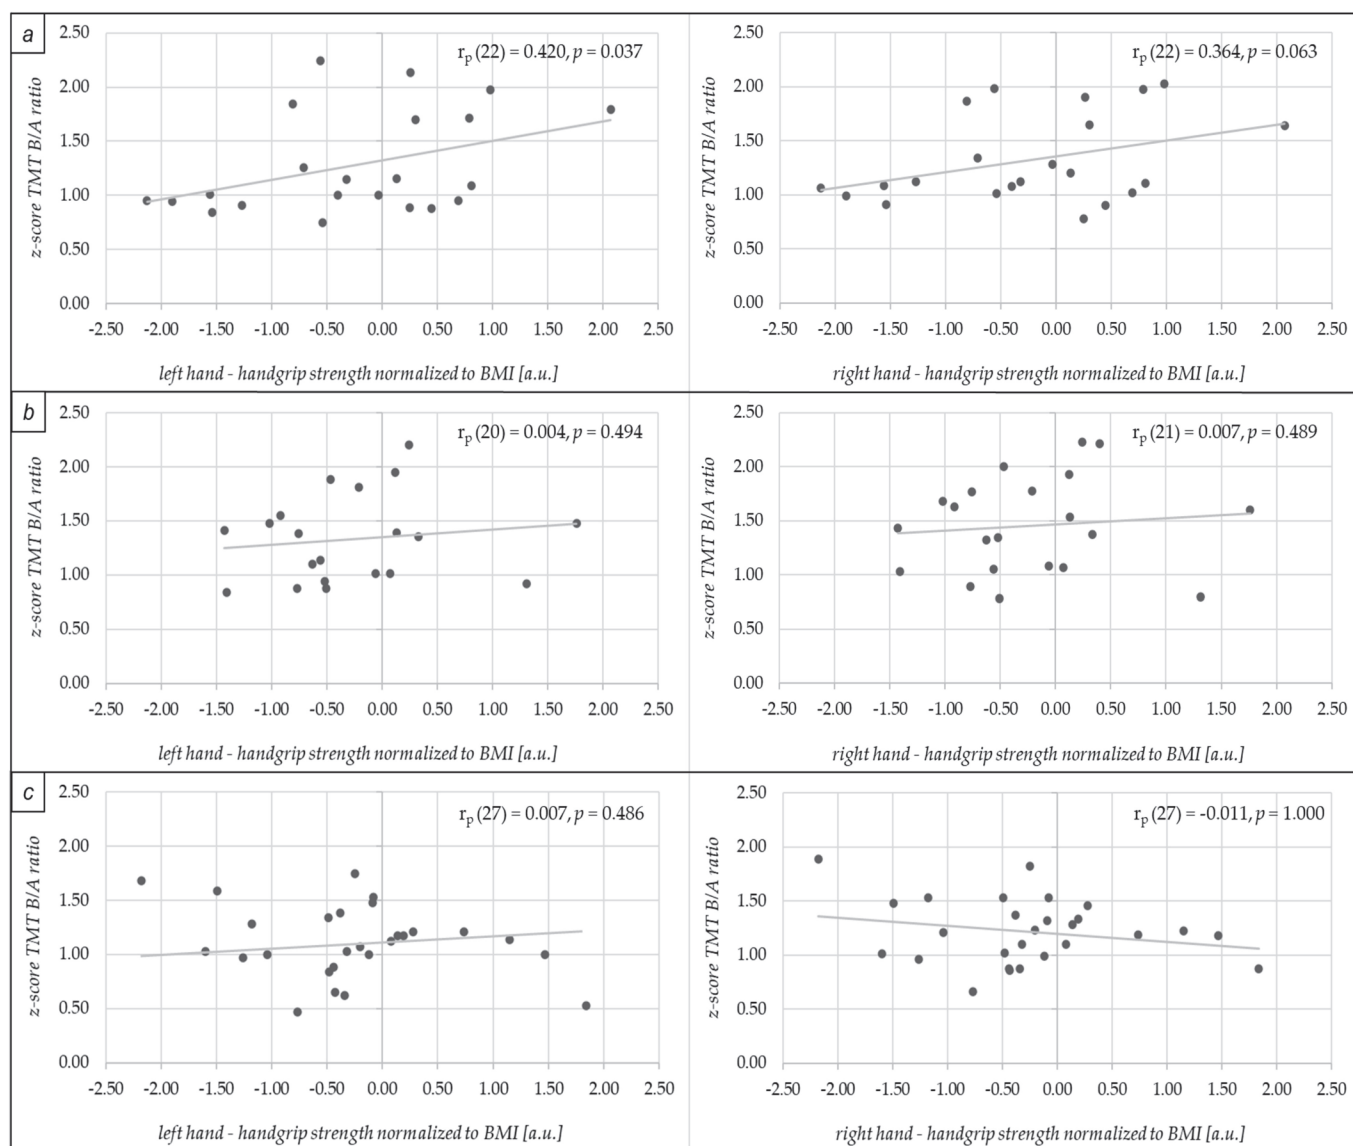 a
2.50
2.00
1.50
1.00
0.50
0.00
z-score TMT B/A ratio
rp (22) = 0.420, p = 0.037
-2.50 -2.00 -1.50 -1.00 -0.50 0.00 0.50 1.00 1.50 2.00 2.50
left hand - handgrip strength normalized to BMI [a.u.]
2.50
2.00
1.50
1.00
0.50
0.00
z-score TMT B/A ratio
rp (22) = 0.364, p = 0.063
-2.50 -2.00 -1.50 -1.00 -0.50 0.00 0.50 1.00 1.50 2.00 2.50
right hand - handgrip strength normalized to BMI [a.u.]
b
2.50
2.00
1.50
1.00
0.50
0.00
z-score TMT B/A ratio
rp (20) = 0.004, p = 0.494
-2.50 -2.00 -1.50 -1.00 -0.50 0.00 0.50 1.00 1.50 2.00 2.50
left hand - handgrip strength normalized to BMI [a.u.]
2.50
2.00
1.50
1.00
0.50
0.00
z-score TMT B/A ratio
rp (21) = 0.007, p = 0.489
-2.50 -2.00 -1.50 -1.00 -0.50 0.00 0.50 1.00 1.50 2.00 2.50
right hand - handgrip strength normalized to BMI [a.u.]
c
2.50
2.00
1.50
1.00
0.50
0.00
z-score TMT B/A ratio
rp (27) = 0.007, p = 0.486
-2.50 -2.00 -1.50 -1.00 -0.50 0.00 0.50 1.00 1.50 2.00 2.50
left hand - handgrip strength normalized to BMI [a.u.]
2.50
2.00
1.50
1.00
0.50
0.00
z-score TMT B/A ratio
rp (27) = -0.011, p = 1.000
-2.50 -2.00 -1.50 -1.00 -0.50 0.00 0.50 1.00 1.50 2.00 2.50
right hand - handgrip strength normalized to BMI [a.u.]